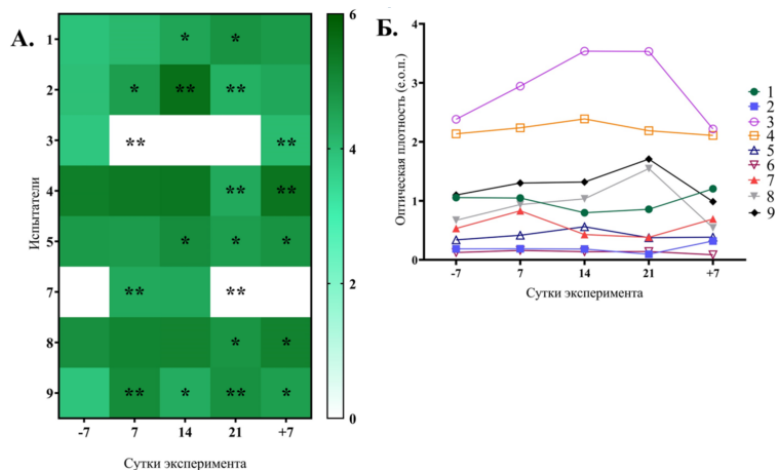 А.
Испытатели
1 * *
2 * ** **
3 ** **
4 ** **
5 * * *
7 ** **
8 * *
9 ** * ** *
-7 7 14 21 +7
Сутки эксперимента
6
4
2
0
Б.
Оптическая плотность (е.о.п.)
4
3
2
1
0
-7 7 14 21 +7
Сутки эксперимента
1
2
3
4
5
6
7
8
9